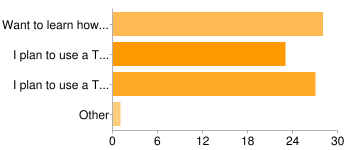 Want to learn how...
I plan to use a T...
I plan to use a T...
Other
0 6 12 18 24 30